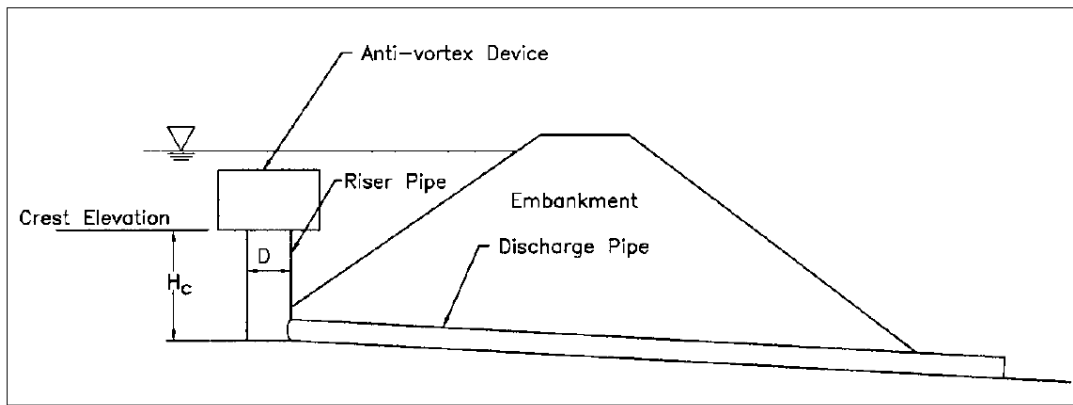 Anti-vortex Device
Riser Pipe
Crest Elevation
Embankment
D
Discharge Pipe
Hc